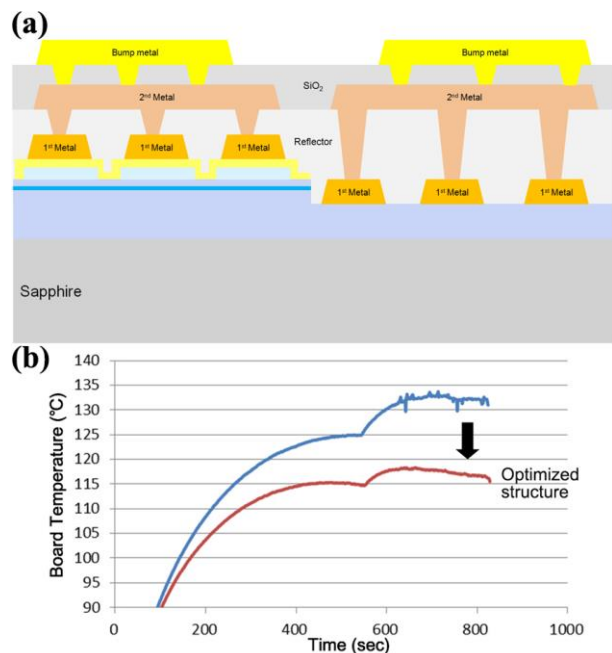 (a)
Bump metal
Bump metal
SiO₂
2ⁿᵈ Metal
2ⁿᵈ Metal
Reflector
1st Metal
1st Metal
1st Metal
1st Metal
1st Metal
1st Metal
Sapphire
(b)
140
135
130
125
120
115
110
105
100
95
90
Board Temperature (°C)
Optimized
structure
0
200
400
600
800
1000
Time (sec)